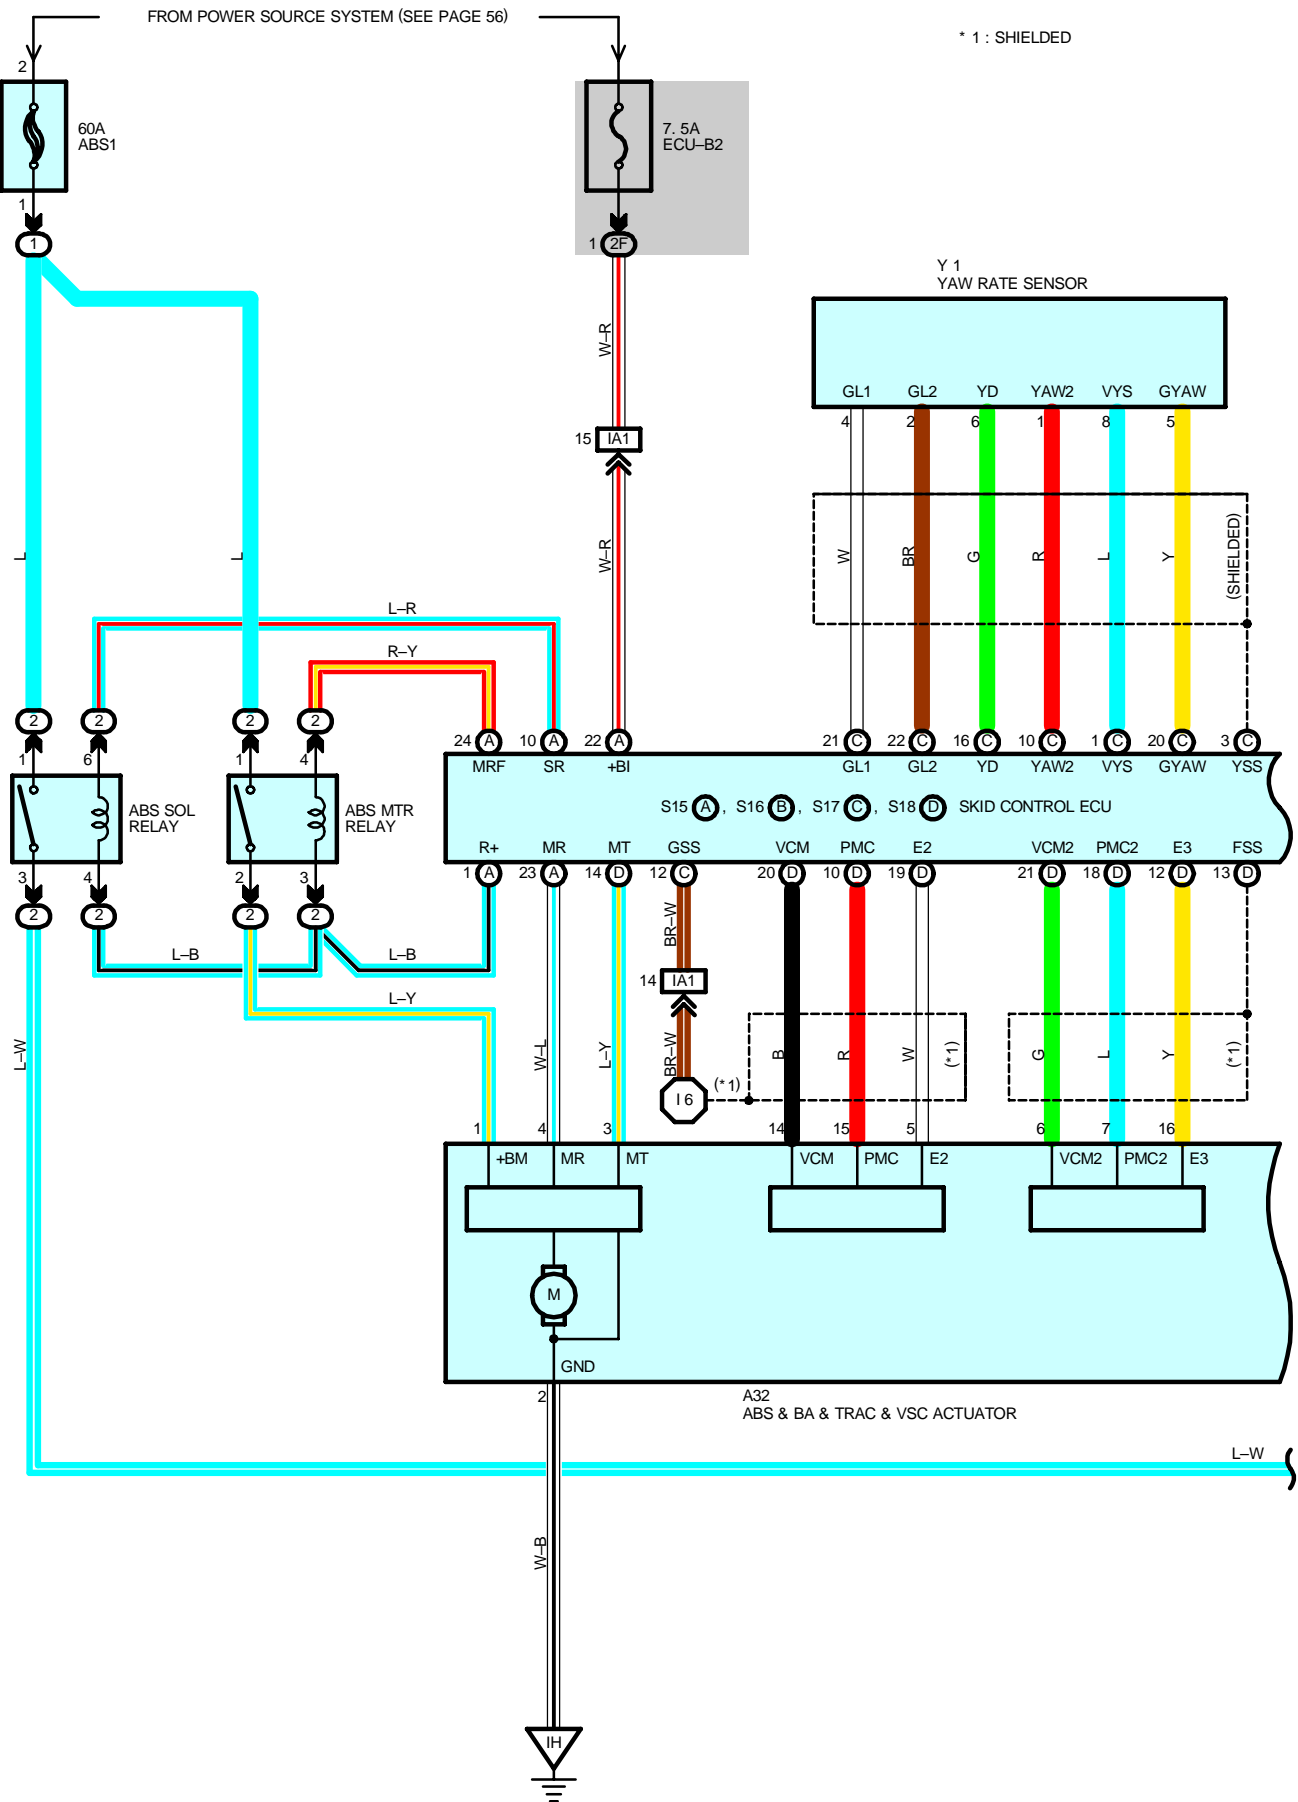 FROM POWER SOURCE SYSTEM (SEE PAGE 56)
* 1 : SHIELDED
2
60A
ABS1
7. 5A
ECU–B2
1
1
1 2F
Y 1
YAW RATE SENSOR
W–R
GL1 GL2 YD YAW2 VYS GYAW
4 2 6 1 8 5
15 IA1
L L W–R W BR G R L Y (SHIELDED)
L–R
R–Y
2 2 2 2
24 A 10 A 22 A 21 C 22 C 16 C 10 C 1 C 20 C 3 C
1 6 1 4
MRF SR +BI GL1 GL2 YD YAW2 VYS GYAW YSS
ABS SOL
RELAY
ABS MTR
RELAY
S15 A , S16 B , S17 C , S18 D SKID CONTROL ECU
R+ MR MT GSS VCM PMC E2 VCM2 PMC2 E3 FSS
3 4 2 3
1 A 23 A 14 D 12 C 20 D 10 D 19 D 21 D 18 D 12 D 13 D
2 2 2 2
BR–W
L–B L–B
14 IA1
L–Y
L–W W–L L–Y BR–W B R W (*1) G L Y (*1)
I 6 (*1)
1 4 3 14 15 5 6 7 16
+BM MR MT VCM PMC E2 VCM2 PMC2 E3
M
GND
2
A32
ABS & BA & TRAC & VSC ACTUATOR
L–W
W–B
IH